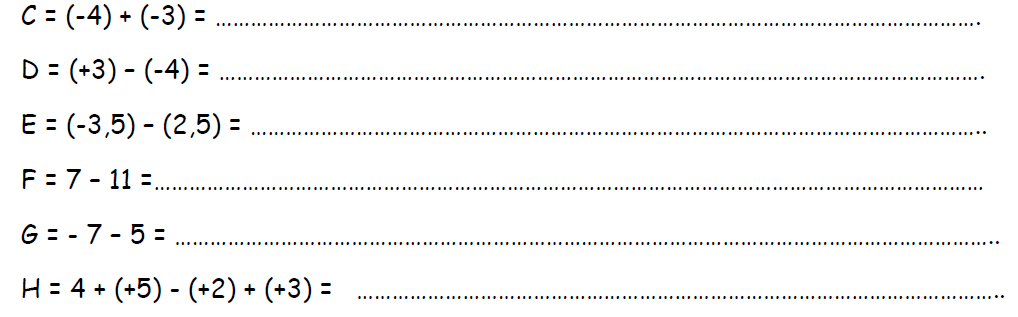 C = (-4) + (-3) = ………………………………………………………………………………………………………………….
D = (+3) – (-4) = ………………………………………………………………………………………………………………….
E = (-3,5) – (2,5) = ……………………………………………………………………………………………………………..
F = 7 – 11 =……………………………………………………………………………………………………………………………
G = - 7 – 5 = …………………………………………………………………………………………………………………………..
H = 4 + (+5) - (+2) + (+3) = ………………………………………………………………………………………………..